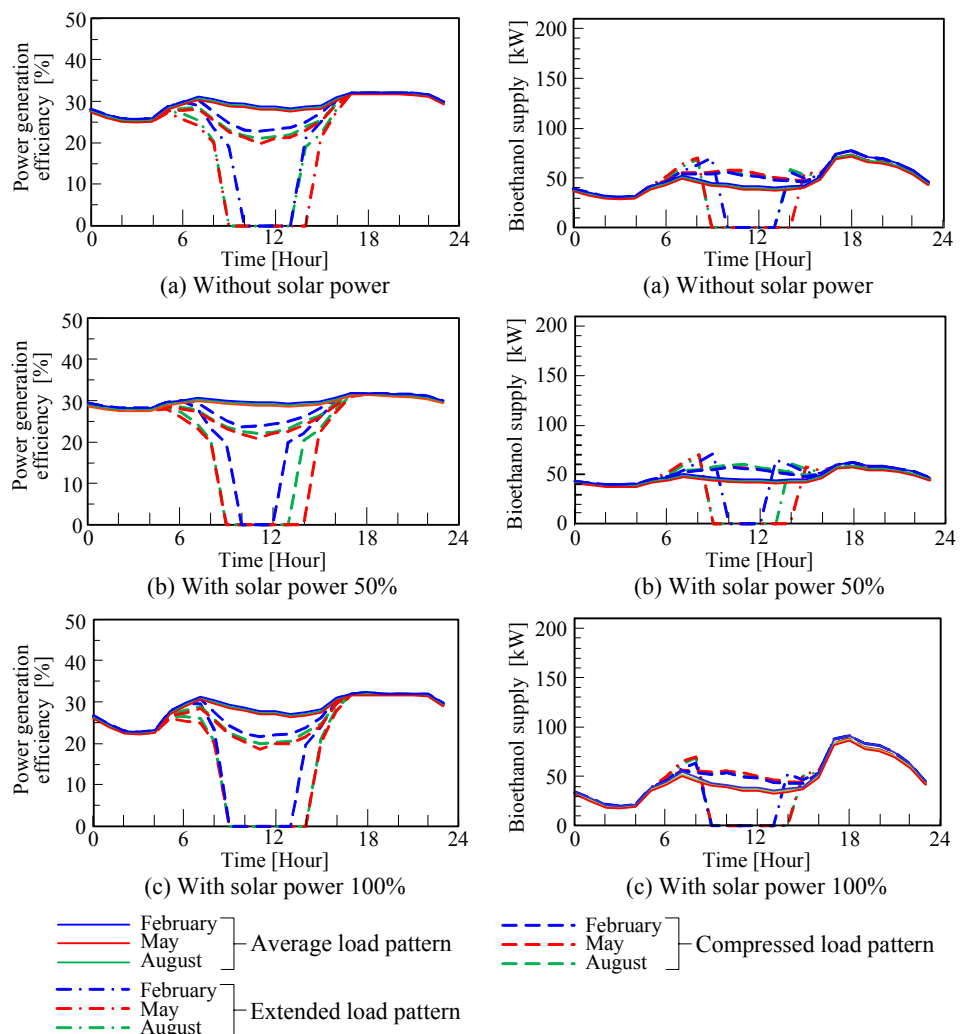 Power generation
efficiency [%]
50
40
30
20
10
0
0 6 12 18 24
Time [Hour]
(a) Without solar power
Bioethanol supply [kW]
200
150
100
50
0
0 6 12 18 24
Time [Hour]
(a) Without solar power
Power generation
efficiency [%]
50
40
30
20
10
0
0 6 12 18 24
Time [Hour]
(b) With solar power 50%
Bioethanol supply [kW]
200
150
100
50
0
0 6 12 18 24
Time [Hour]
(b) With solar power 50%
Power generation
efficiency [%]
50
40
30
20
10
0
0 6 12 18 24
Time [Hour]
(c) With solar power 100%
Bioethanol supply [kW]
200
150
100
50
0
0 6 12 18 24
Time [Hour]
(c) With solar power 100%
February
May
August
Average load pattern
February
May
August
Extended load pattern
February
May
August
Compressed load pattern